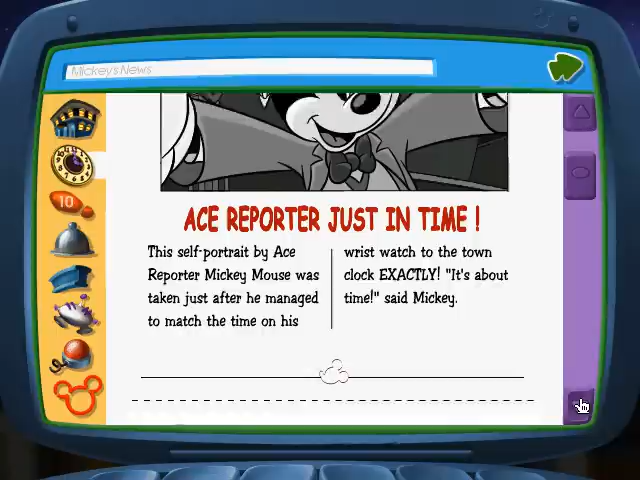 Mickey's News
10
ACE REPORTER JUST IN TIME !
This self-portrait by Ace
Reporter Mickey Mouse was
taken just after he managed
to match the time on his
wrist watch to the town
clock EXACTLY! "It's about
time!" said Mickey.